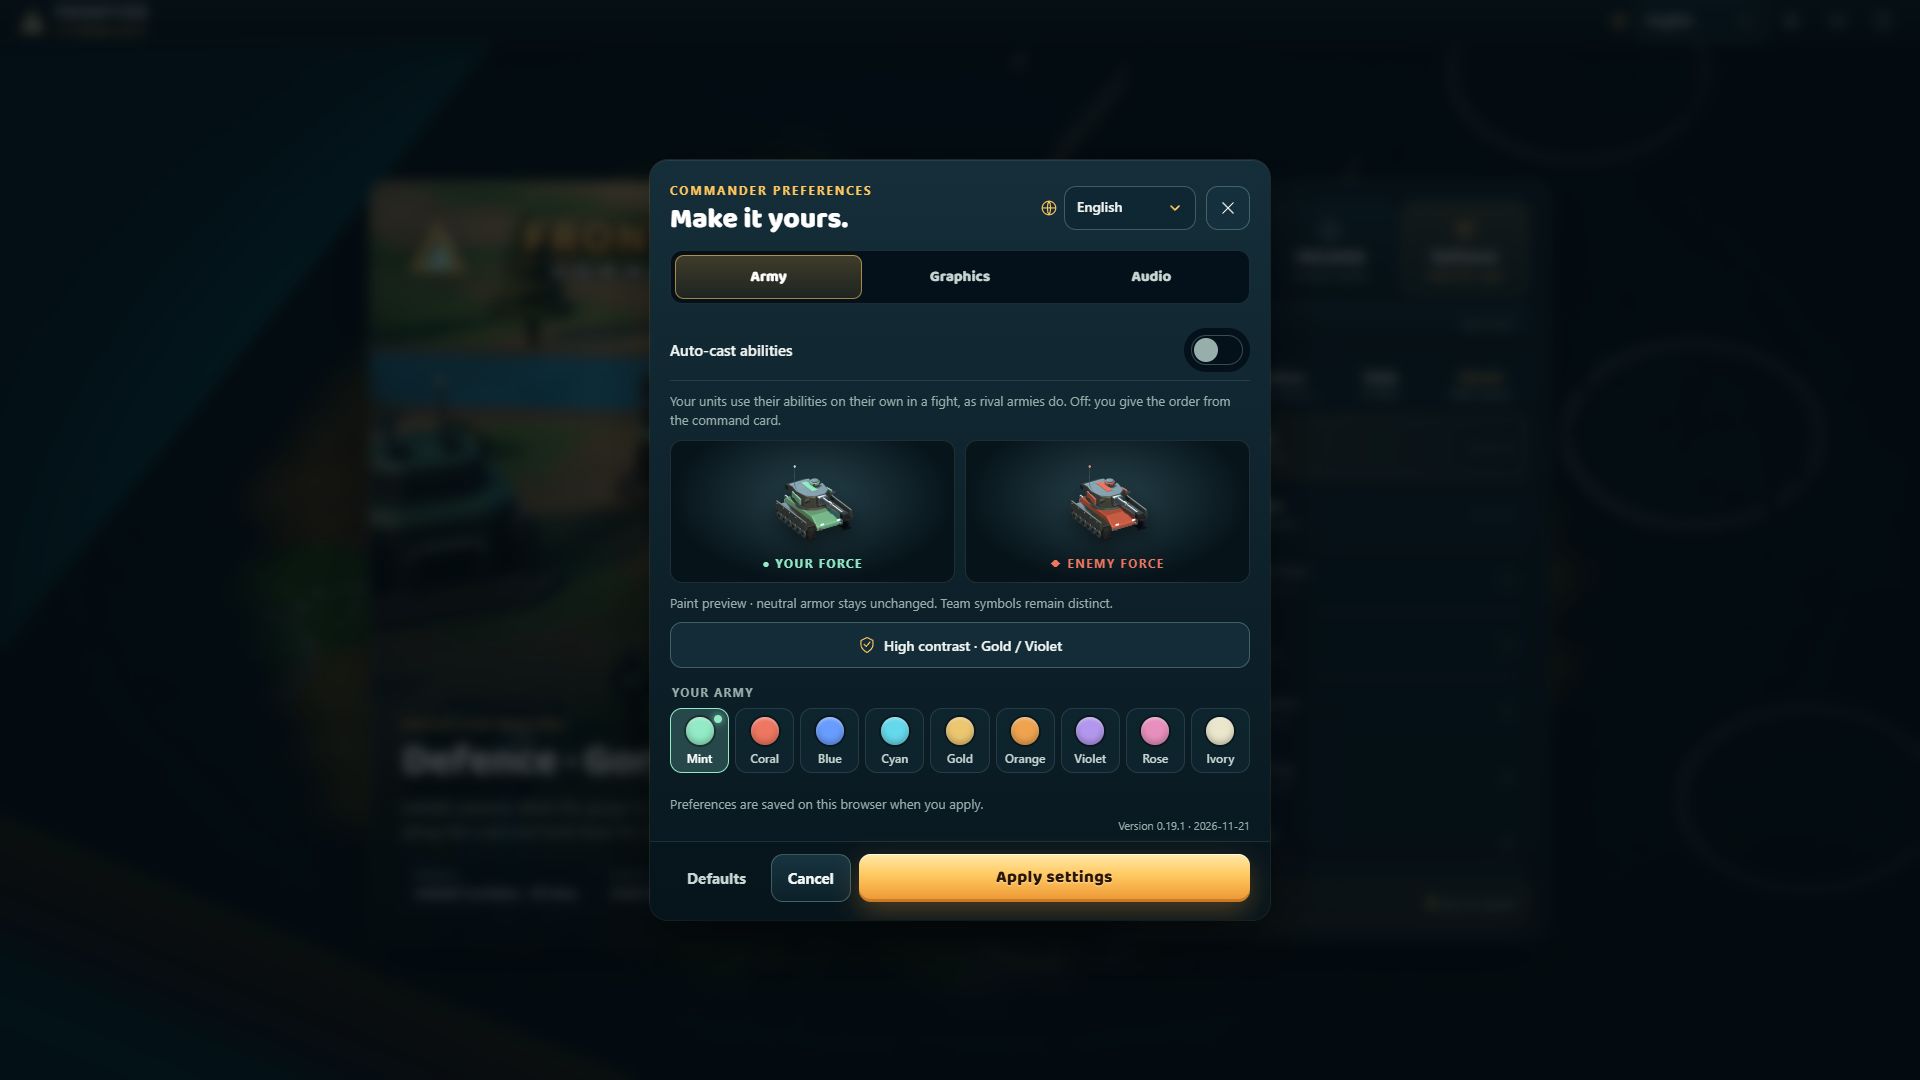 COMMANDER PREFERENCES
Make it yours.
English
Army
Graphics
Audio
Auto-cast abilities
Your units use their abilities on their own in a fight, as rival armies do. Off: you give the order from
the command card.
YOUR FORCE
ENEMY FORCE
Paint preview · neutral armor stays unchanged. Team symbols remain distinct.
High contrast · Gold / Violet
YOUR ARMY
Mint
Coral
Blue
Cyan
Gold
Orange
Violet
Rose
Ivory
Preferences are saved on this browser when you apply.
Version 0.19.1 · 2026-11-21
Defaults
Cancel
Apply settings
Defence